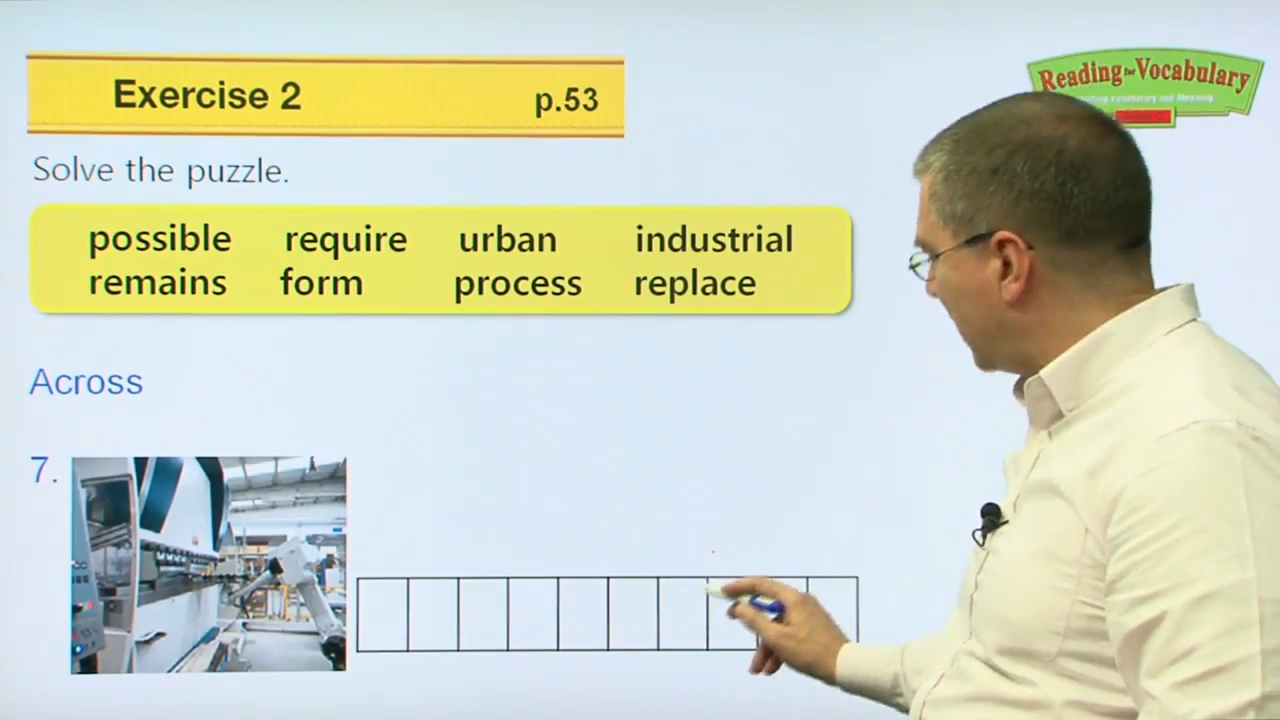 Exercise 2 p.53
Reading for Vocabulary
Solve the puzzle.
possible require urban industrial
remains form process replace
Across
7.